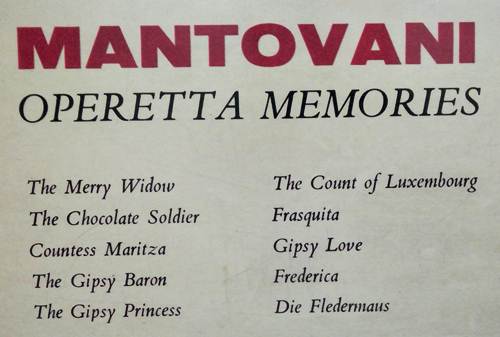 MANTOVANI
OPERETTA MEMORIES
The Merry Widow
The Chocolate Soldier
Countess Maritza
The Gipsy Baron
The Gipsy Princess
The Count of Luxembourg
Frasquita
Gipsy Love
Frederica
Die Fledermaus